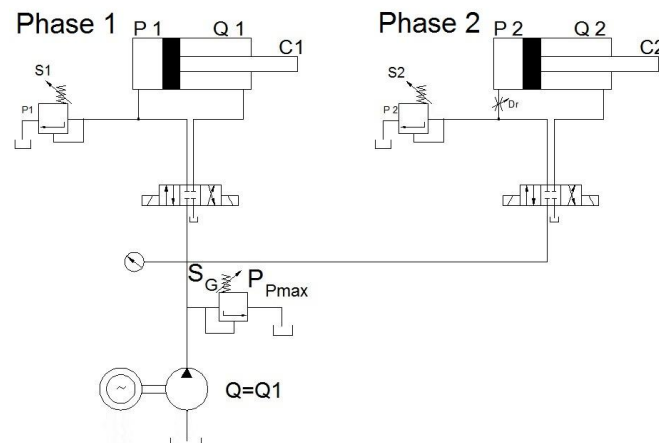 Phase 1
P 1
Q 1
C1
S1
P1
Phase 2
P 2
Q 2
C2
S2
P 2
Dr
S G
P Pmax
~
Q=Q1